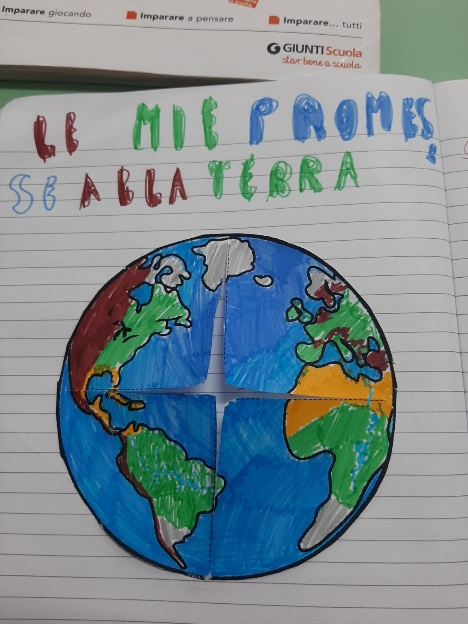 Imparare giocando
Imparare a pensare
Imparare... tutti
GIUNTI Scuola
star bene a scuola
LE MIE PROMES
SE ALLA TERRA